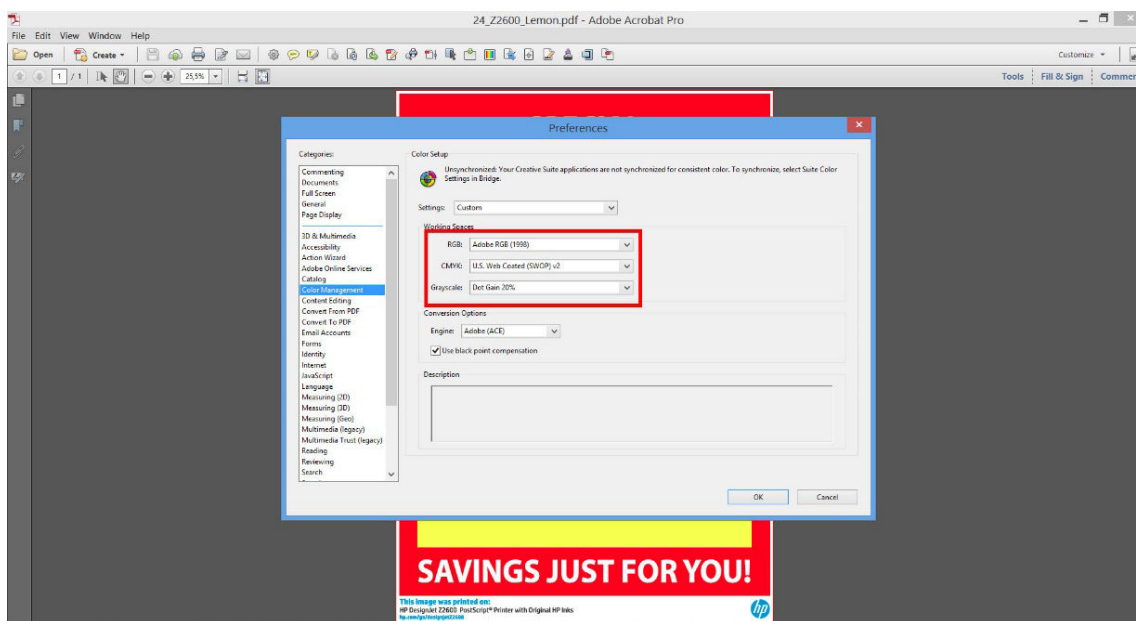 24_Z2600_Lemon.pdf - Adobe Acrobat Pro
File Edit View Window Help
Open Create Customize
1 / 1 25,5% Tools Fill & Sign Commen
Preferences
Categories:
Commenting
Documents
Full Screen
General
Page Display
3D & Multimedia
Accessibility
Action Wizard
Adobe Online Services
Catalog
Color Management
Content Editing
Convert From PDF
Convert To PDF
Email Accounts
Forms
Identity
Internet
JavaScript
Language
Measuring (2D)
Measuring (3D)
Measuring (Geo)
Multimedia (legacy)
Multimedia Trust (legacy)
Reading
Reviewing
Search
Color Setup
Unsynchronized: Your Creative Suite applications are not synchronized for consistent color. To synchronize, select Suite Color
Settings in Bridge.
Settings: Custom
Working Spaces
RGB: Adobe RGB (1998)
CMYK: U.S. Web Coated (SWOP) v2
Grayscale: Dot Gain 20%
Conversion Options
Engine: Adobe (ACE)
Use black point compensation
Description
OK Cancel
SAVINGS JUST FOR YOU!
This image was printed on:
HP DesignJet Z2600 PostScript® Printer with Original HP Inks
hp.com/go/designjetZ2600
hp